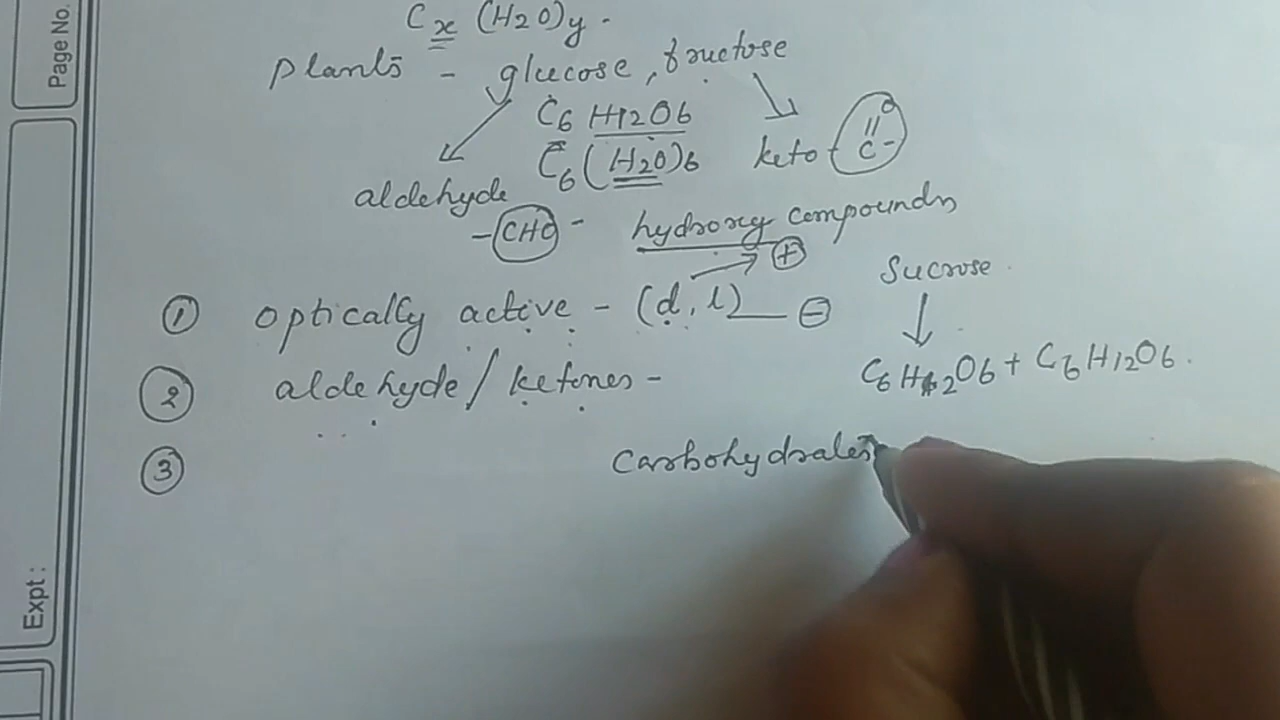 Page No.
Cx (H2O)y.
plants - glucose, fructose
C6 H12O6
C6(H2O)6
keto -C-
O
aldehyde
-CHO- hydroxy compounds
+
Sucrose
① optically active - (d, l) -
C6H12O6 + C6H12O6.
② aldehyde/ketones -
③ Carbohydrates
Expt :